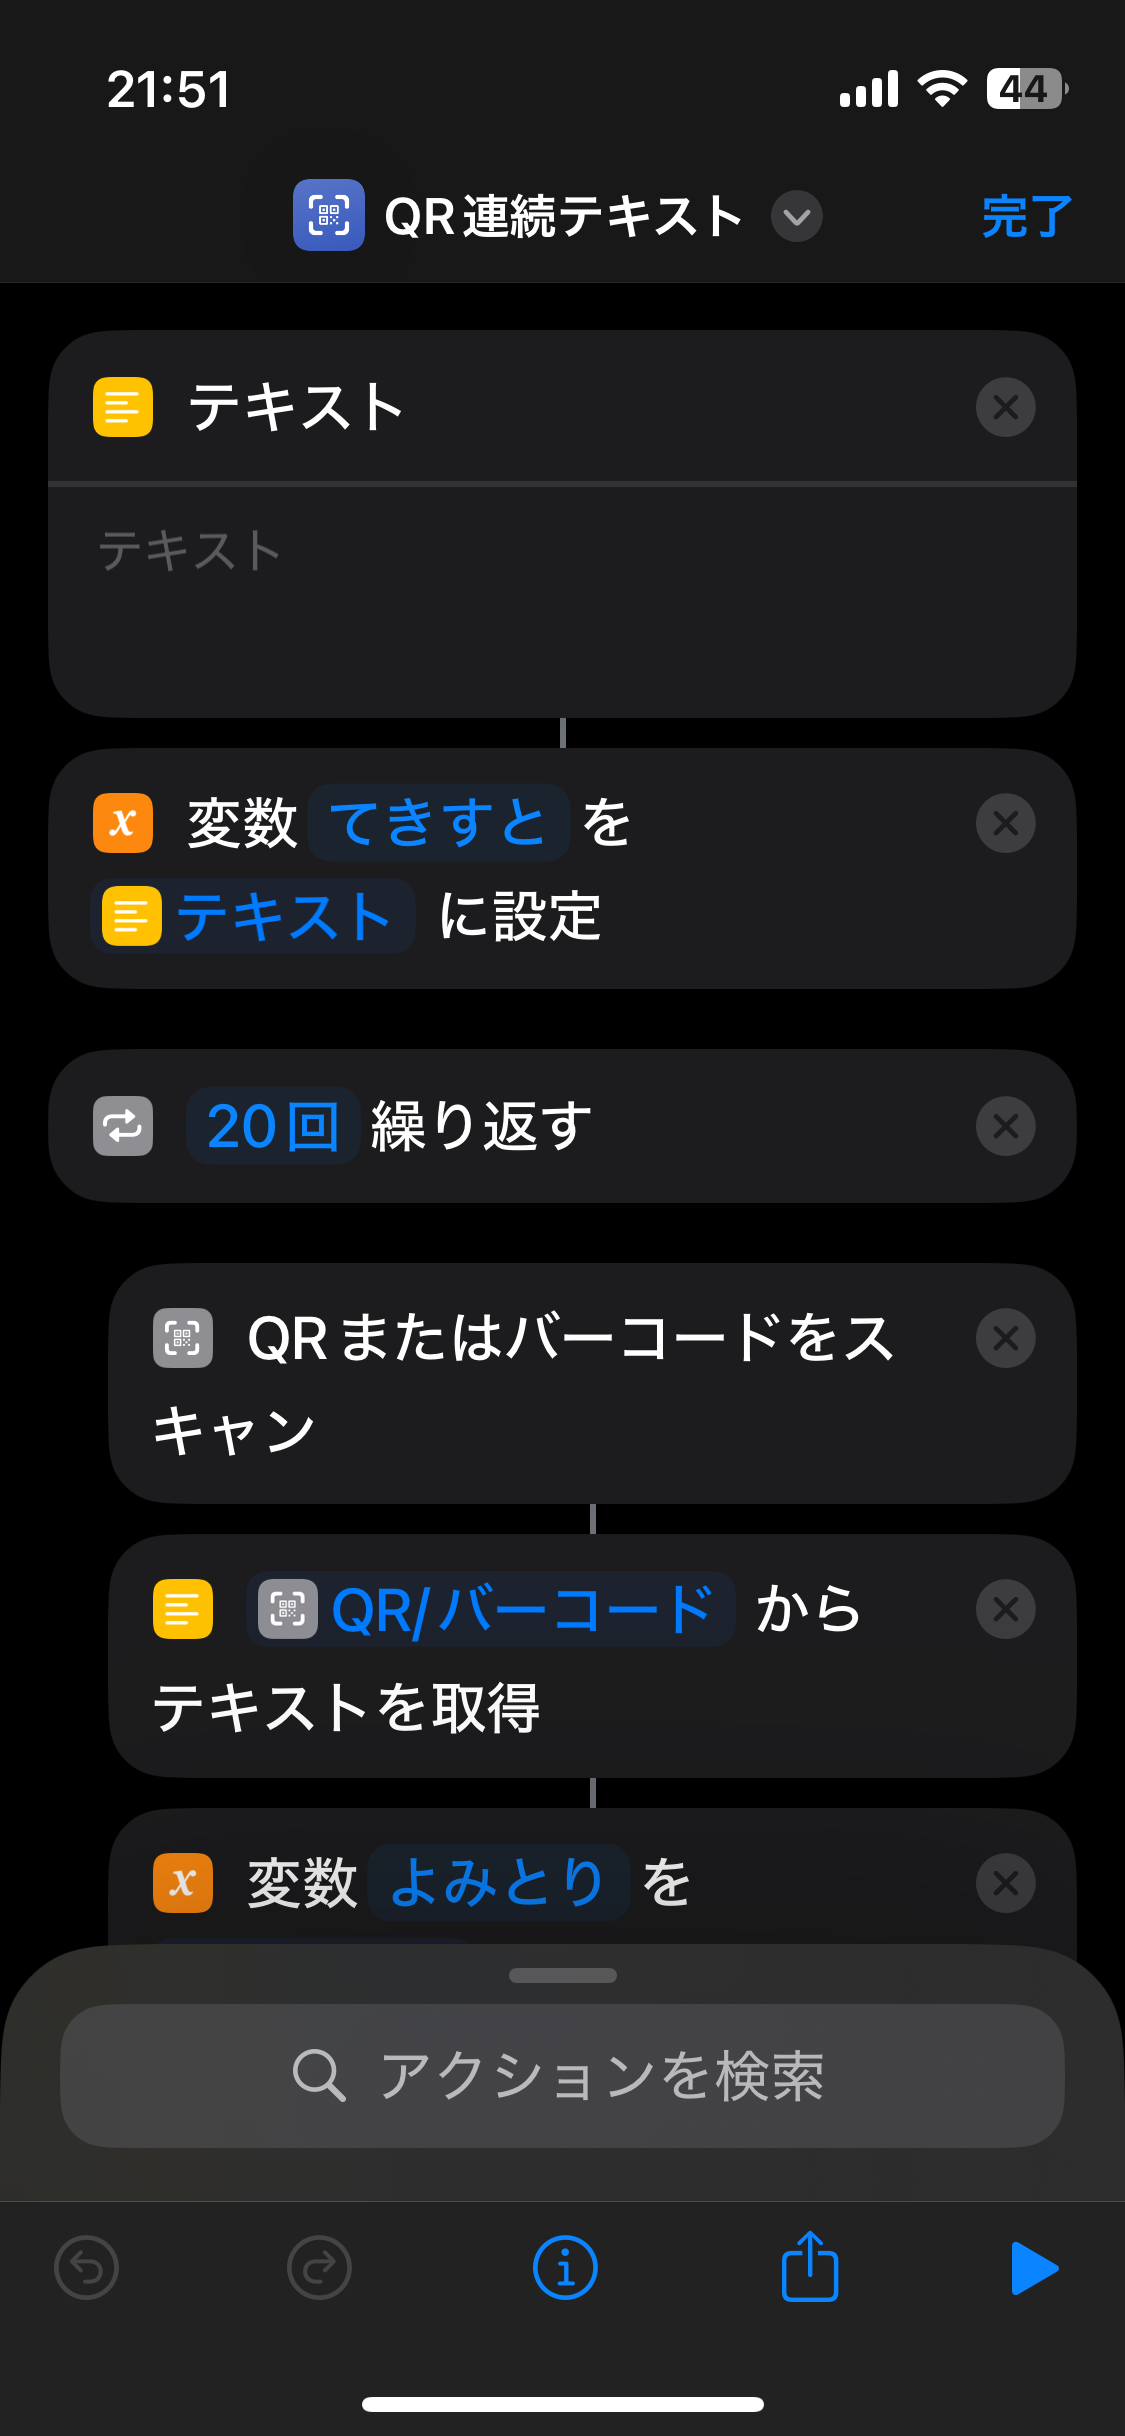 21:51
44
QR連続テキスト
完了
テキスト
テキスト
変数 てきすと を
テキスト に設定
20回 繰り返す
QRまたはバーコードをス
キャン
QR/バーコード から
テキストを取得
変数 よみとり を
アクションを検索